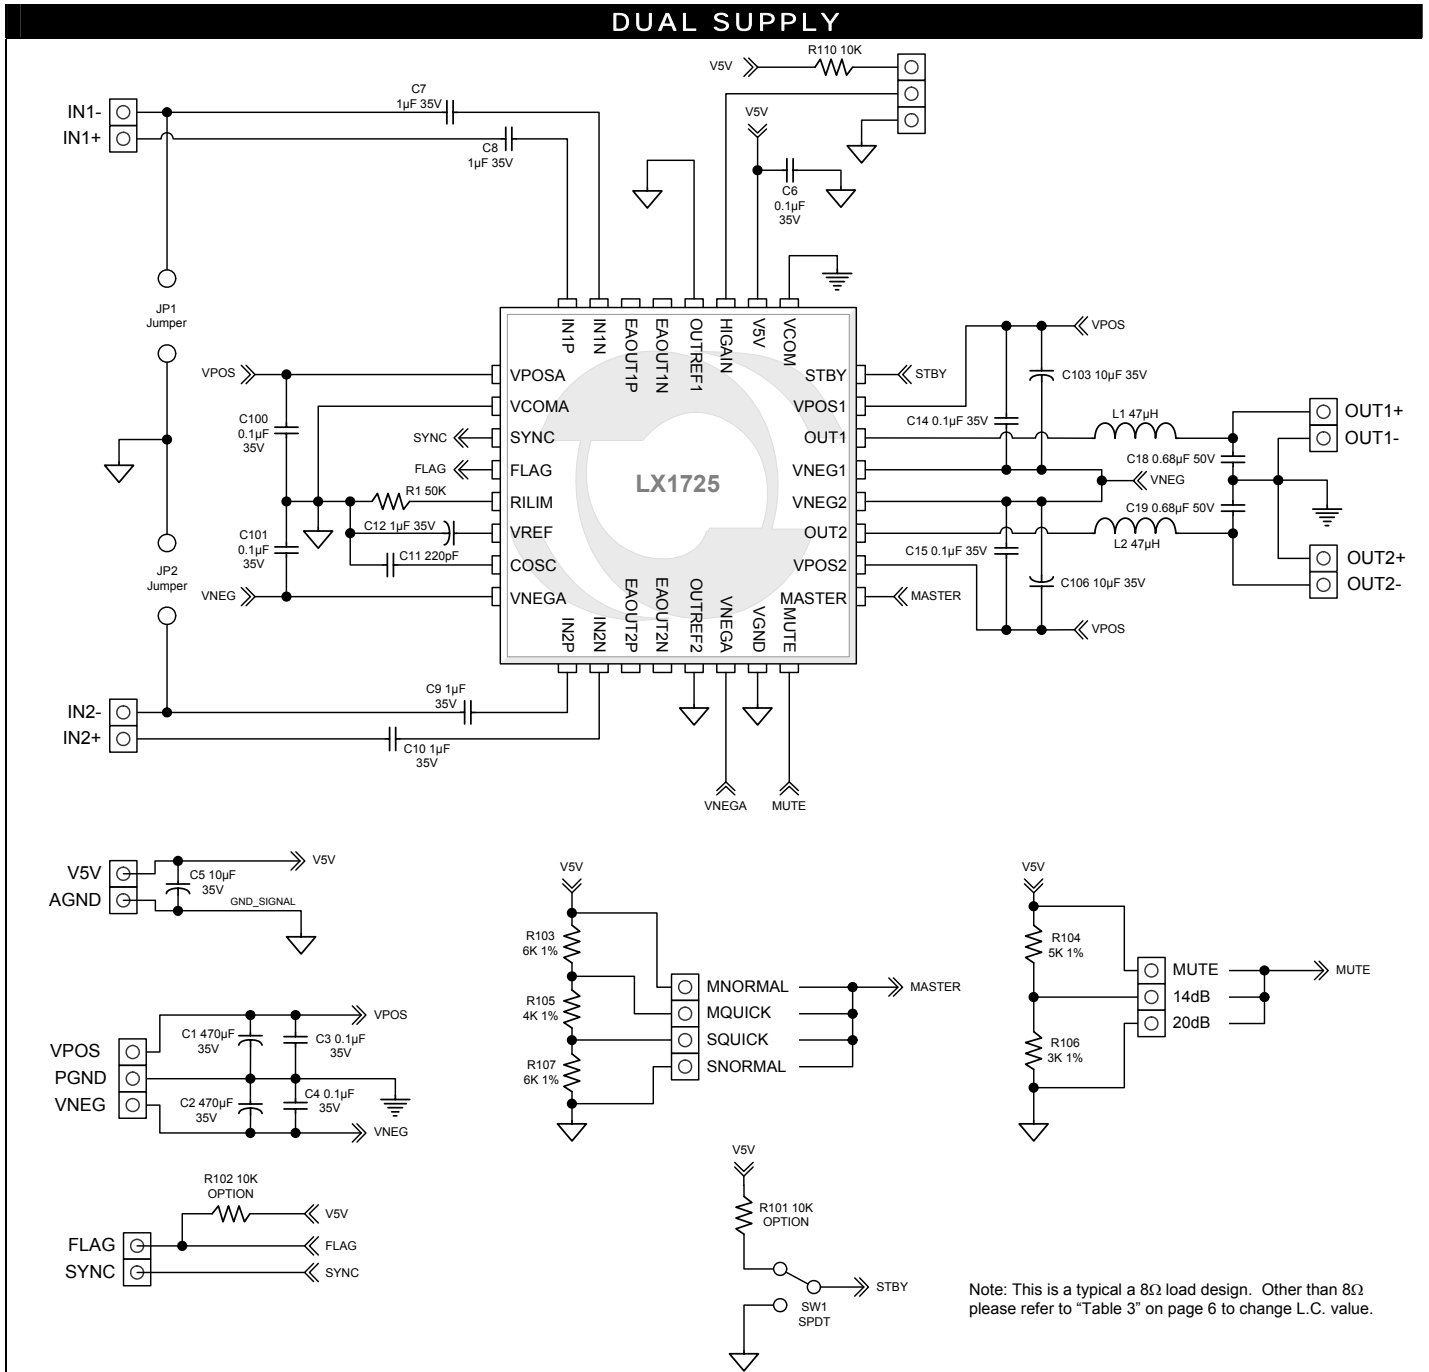 DUAL SUPPLY
R110 10K
V5V
C7
1µF 35V
IN1-
IN1+
C8
1µF 35V
V5V
C6
0.1µF
35V
JP1
Jumper
IN1P
IN1N
EAOUT1P
EAOUT1N
OUTREF1
HIGAIN
V5V
VCOM
VPOS
VPOSA
VCOMA
SYNC
SYNC
FLAG
FLAG
RILIM
VREF
COSC
VNEGA
C100
0.1µF
35V
R1 50K
C12 1µF 35V
C11 220pF
C101
0.1µF
35V
VNEG
LX1725
STBY
STBY
VPOS1
OUT1
VNEG1
VNEG2
OUT2
VPOS2
MASTER
MASTER
VPOS
C103 10µF 35V
C14 0.1µF 35V
L1 47µH
OUT1+
OUT1-
C18 0.68µF 50V
VNEG
C19 0.68µF 50V
C15 0.1µF 35V
L2 47µH
OUT2+
C106 10µF 35V
OUT2-
VPOS
JP2
Jumper
IN2P
IN2N
EAOUT2P
EAOUT2N
OUTREF2
VNEGA
VGND
MUTE
C9 1µF
35V
IN2-
IN2+
C10 1µF
35V
VNEGA
MUTE
V5V
AGND
C5 10µF
35V
V5V
GND_SIGNAL
V5V
R103
6K 1%
R105
4K 1%
R107
6K 1%
MNORMAL
MQUICK
SQUICK
SNORMAL
MASTER
V5V
R104
5K 1%
R106
3K 1%
MUTE
14dB
20dB
MUTE
VPOS
PGND
VNEG
C1 470µF
35V
C3 0.1µF
35V
C2 470µF
35V
C4 0.1µF
35V
VPOS
VNEG
R102 10K
OPTION
V5V
FLAG
FLAG
SYNC
SYNC
V5V
R101 10K
OPTION
STBY
SW1
SPDT
Note: This is a typical a 8Ω load design. Other than 8Ω
please refer to “Table 3” on page 6 to change L.C. value.